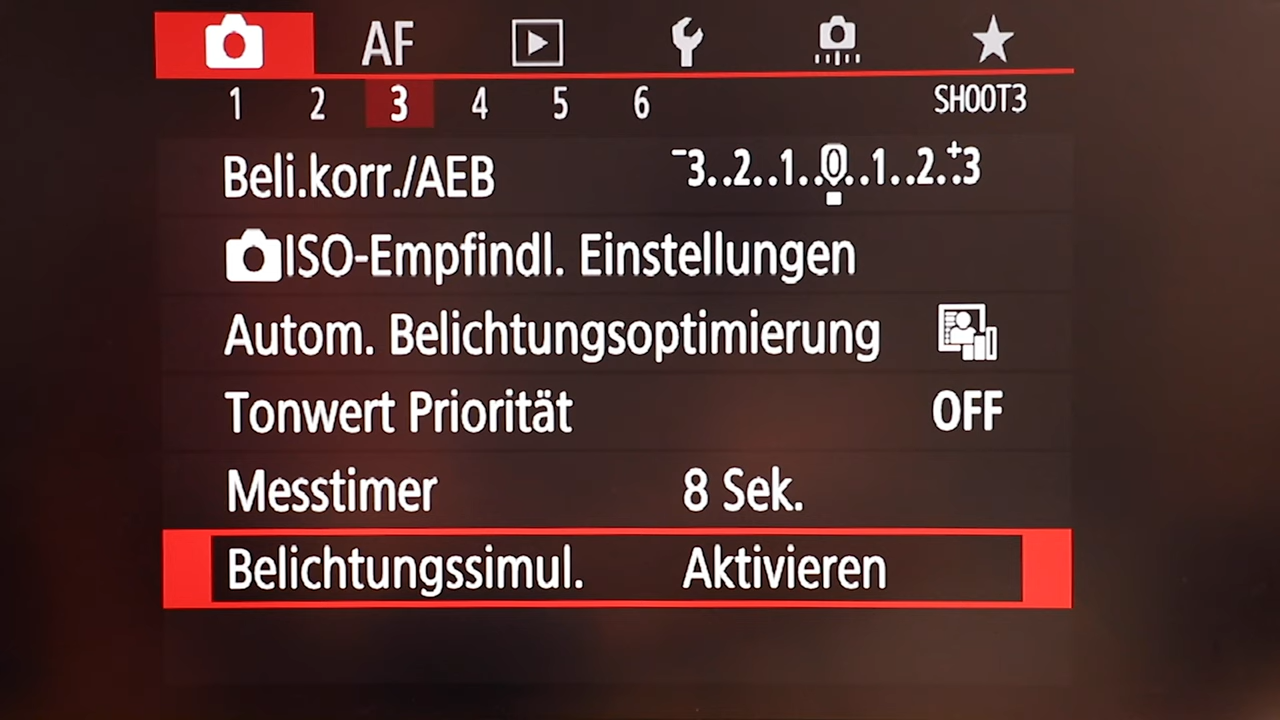 AF
1 2 3 4 5 6 SHOOT3
Beli.korr./AEB -3..2..1..0..1..2..+3
ISO-Empfindl. Einstellungen
Autom. Belichtungsoptimierung
Tonwert Priorität OFF
Messtimer 8 Sek.
Belichtungssimul. Aktivieren